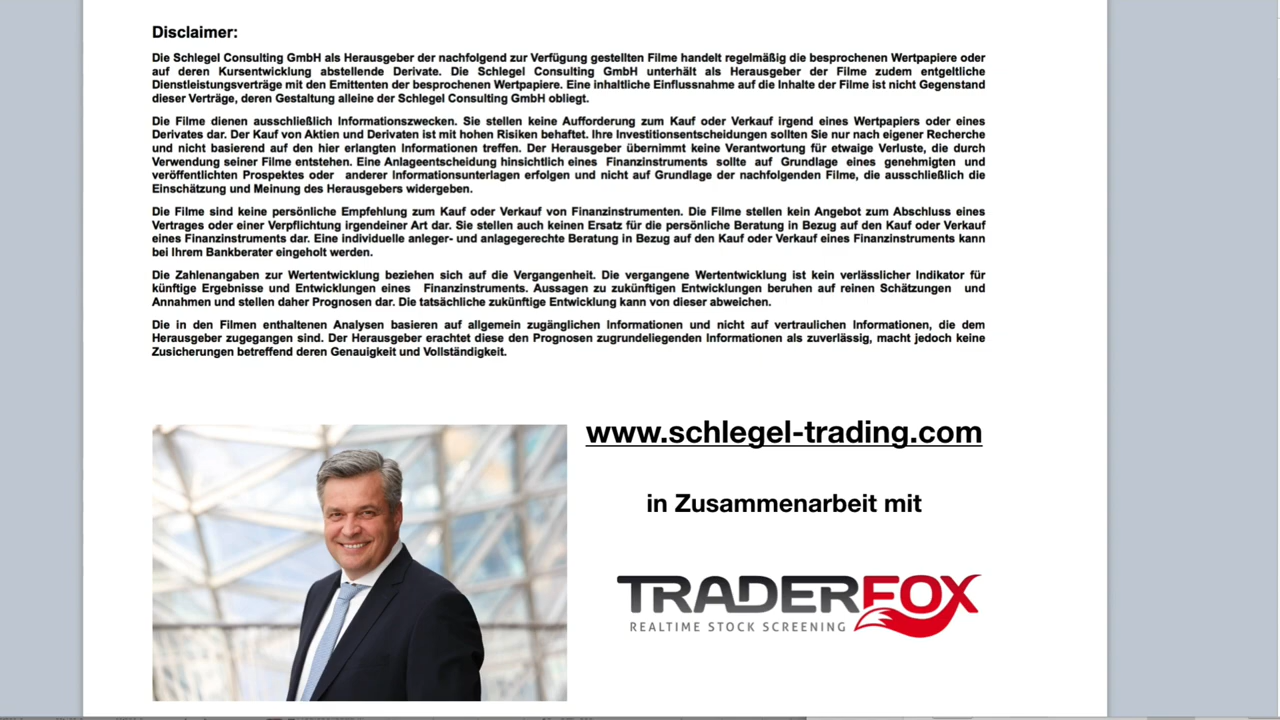 Disclaimer:
Die Schlegel Consulting GmbH als Herausgeber der nachfolgend zur Verfügung gestellten Filme handelt regelmäßig die besprochenen Wertpapiere oder
auf deren Kursentwicklung abstellende Derivate. Die Schlegel Consulting GmbH unterhält als Herausgeber der Filme zudem entgeltliche
Dienstleistungsverträge mit den Emittenten der besprochenen Wertpapiere. Eine inhaltliche Einflussnahme auf die Inhalte der Filme ist nicht Gegenstand
dieser Verträge, deren Gestaltung alleine der Schlegel Consulting GmbH obliegt.
Die Filme dienen ausschließlich Informationszwecken. Sie stellen keine Aufforderung zum Kauf oder Verkauf irgend eines Wertpapiers oder eines
Derivates dar. Der Kauf von Aktien und Derivaten ist mit hohen Risiken behaftet. Ihre Investitionsentscheidungen sollten Sie nur nach eigener Recherche
und nicht basierend auf den hier erlangten Informationen treffen. Der Herausgeber übernimmt keine Verantwortung für etwaige Verluste, die durch
Verwendung seiner Filme entstehen. Eine Anlageentscheidung hinsichtlich eines Finanzinstruments sollte auf Grundlage eines genehmigten und
veröffentlichten Prospektes oder anderer Informationsunterlagen erfolgen und nicht auf Grundlage der nachfolgenden Filme, die ausschließlich die
Einschätzung und Meinung des Herausgebers widergeben.
Die Filme sind keine persönliche Empfehlung zum Kauf oder Verkauf von Finanzinstrumenten. Die Filme stellen kein Angebot zum Abschluss eines
Vertrages oder einer Verpflichtung irgendeiner Art dar. Sie stellen auch keinen Ersatz für die persönliche Beratung in Bezug auf den Kauf oder Verkauf
eines Finanzinstruments dar. Eine individuelle anleger- und anlagegerechte Beratung in Bezug auf den Kauf oder Verkauf eines Finanzinstruments kann
bei Ihrem Bankberater eingeholt werden.
Die Zahlenangaben zur Wertentwicklung beziehen sich auf die Vergangenheit. Die vergangene Wertentwicklung ist kein verlässlicher Indikator für
künftige Ergebnisse und Entwicklungen eines Finanzinstruments. Aussagen zu zukünftigen Entwicklungen beruhen auf reinen Schätzungen und
Annahmen und stellen daher Prognosen dar. Die tatsächliche zukünftige Entwicklung kann von dieser abweichen.
Die in den Filmen enthaltenen Analysen basieren auf allgemein zugänglichen Informationen und nicht auf vertraulichen Informationen, die dem
Herausgeber zugegangen sind. Der Herausgeber erachtet diese den Prognosen zugrundeliegenden Informationen als zuverlässig, macht jedoch keine
Zusicherungen betreffend deren Genauigkeit und Vollständigkeit.
www.schlegel-trading.com
in Zusammenarbeit mit
TRADERFOX
REALTIME STOCK SCREENING